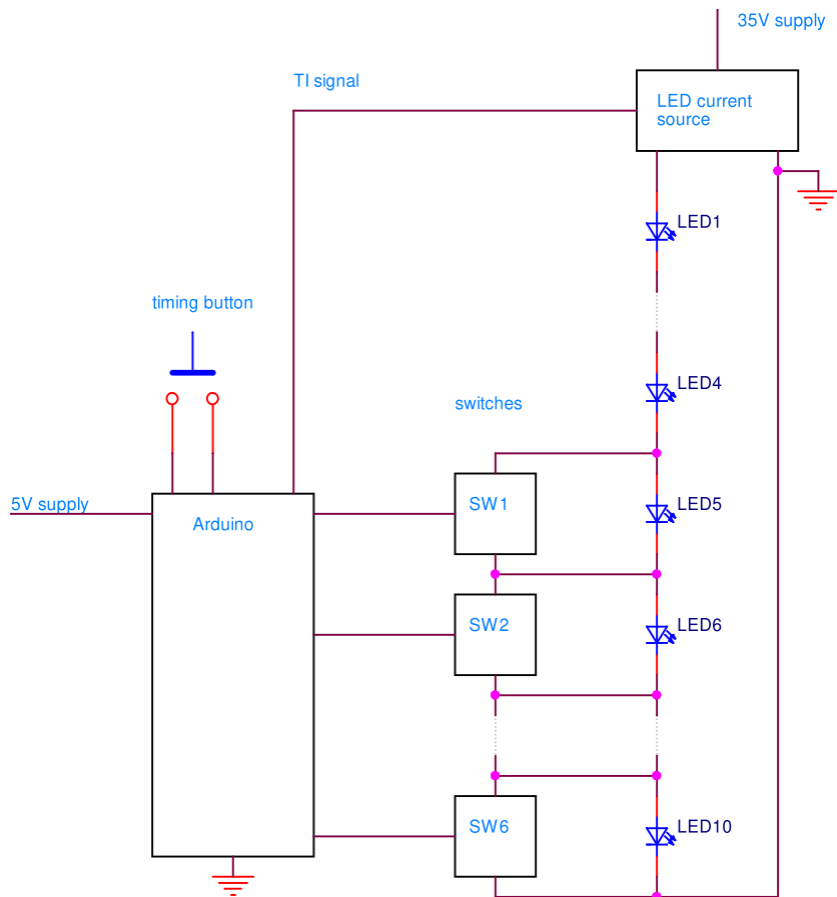 35V supply
TI signal
LED current
source
LED1
timing button
LED4
switches
5V supply
Arduino
SW1
LED5
SW2
LED6
SW6
LED10